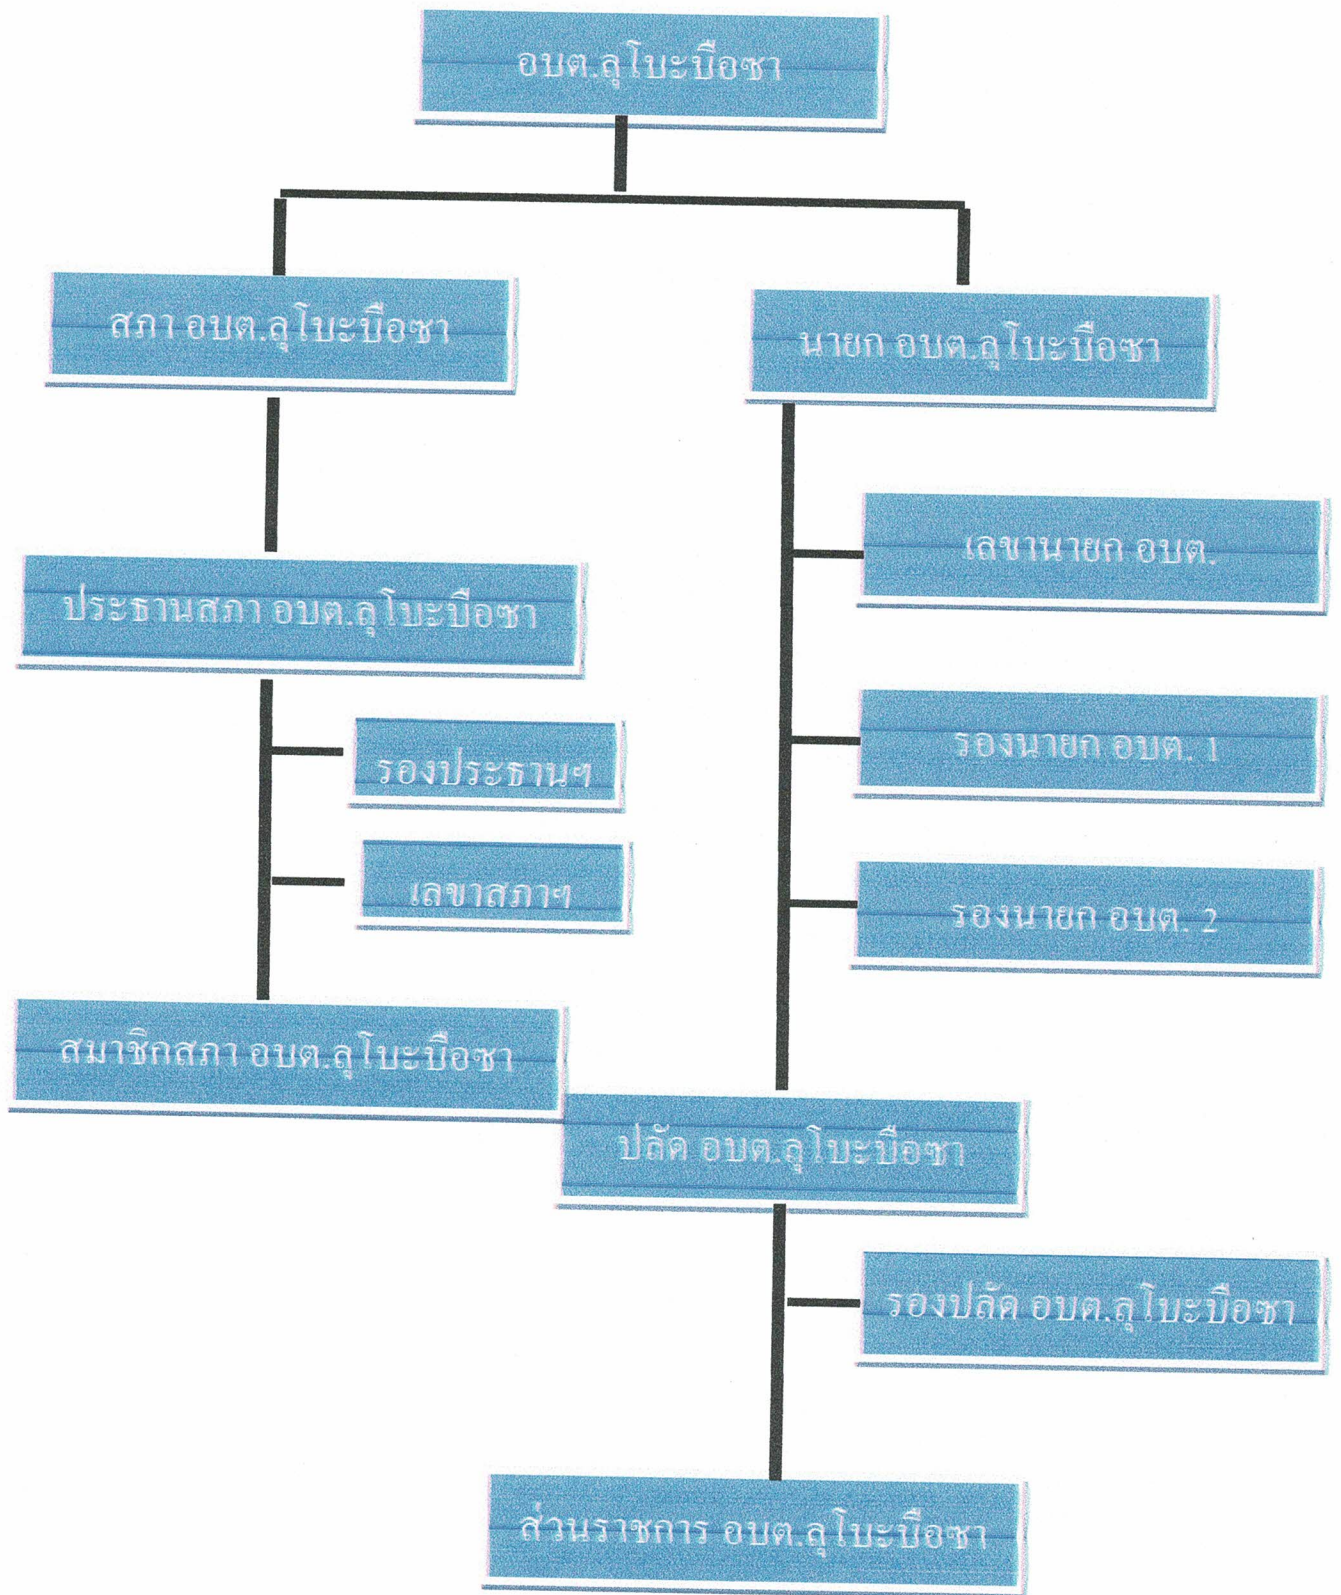 อบต.ลุโบะบือซา
สภา อบต.ลุโบะบือซา
นายก อบต.ลุโบะบือซา
เลขานายก อบต.
ประธานสภา อบต.ลุโบะบือซา
รองนายก อบต. 1
รองประธานฯ
เลขาสภาฯ
รองนายก อบต. 2
สมาชิกสภา อบต.ลุโบะบือซา
ปลัด อบต.ลุโบะบือซา
รองปลัด อบต.ลุโบะบือซา
ส่วนราชการ อบต.ลุโบะบือซา